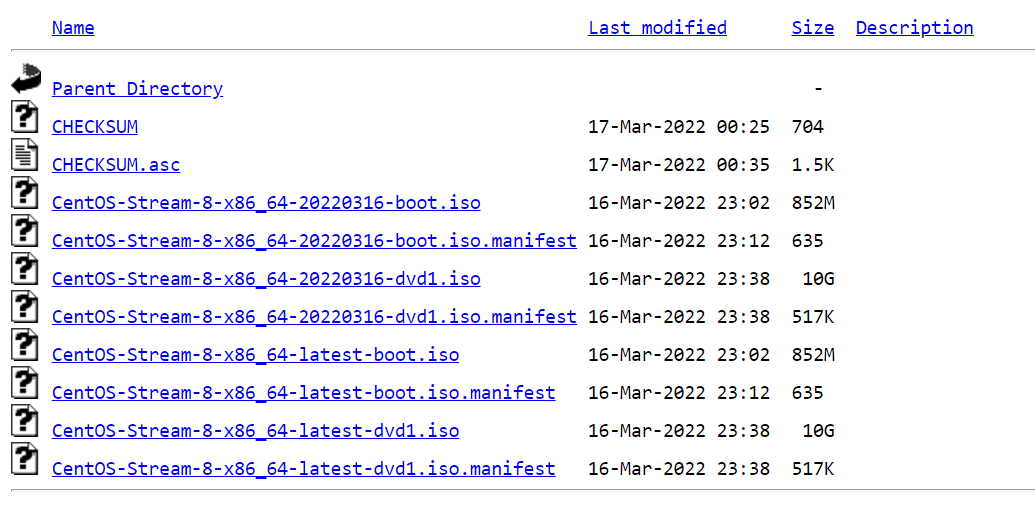 Name Last modified Size Description
Parent Directory -
CHECKSUM 17-Mar-2022 00:25 704
CHECKSUM.asc 17-Mar-2022 00:35 1.5K
CentOS-Stream-8-x86_64-20220316-boot.iso 16-Mar-2022 23:02 852M
CentOS-Stream-8-x86_64-20220316-boot.iso.manifest 16-Mar-2022 23:12 635
CentOS-Stream-8-x86_64-20220316-dvd1.iso 16-Mar-2022 23:38 10G
CentOS-Stream-8-x86_64-20220316-dvd1.iso.manifest 16-Mar-2022 23:38 517K
CentOS-Stream-8-x86_64-latest-boot.iso 16-Mar-2022 23:02 852M
CentOS-Stream-8-x86_64-latest-boot.iso.manifest 16-Mar-2022 23:12 635
CentOS-Stream-8-x86_64-latest-dvd1.iso 16-Mar-2022 23:38 10G
CentOS-Stream-8-x86_64-latest-dvd1.iso.manifest 16-Mar-2022 23:38 517K